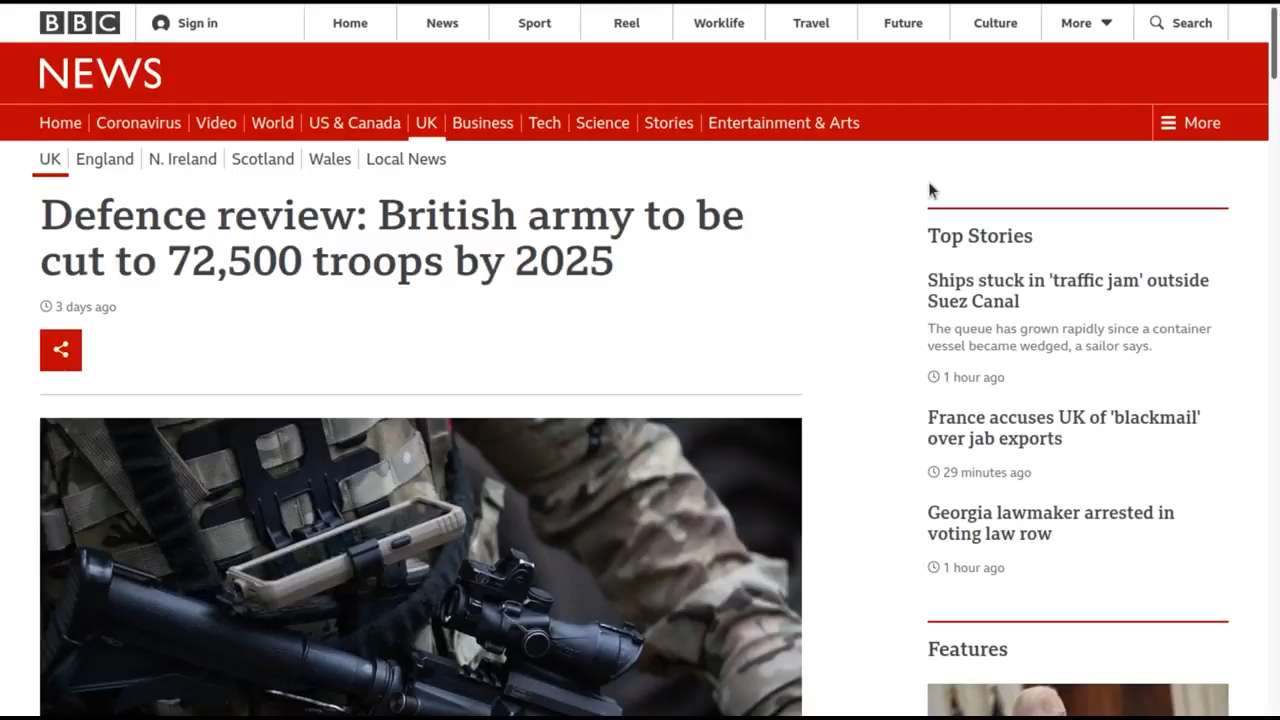 BBC
Sign in
Home
News
Sport
Reel
Worklife
Travel
Future
Culture
More
Search
NEWS
Home
Coronavirus
Video
World
US & Canada
UK
Business
Tech
Science
Stories
Entertainment & Arts
More
UK
England
N. Ireland
Scotland
Wales
Local News
Defence review: British army to be
cut to 72,500 troops by 2025
3 days ago
Top Stories
Ships stuck in 'traffic jam' outside
Suez Canal
The queue has grown rapidly since a container
vessel became wedged, a sailor says.
1 hour ago
France accuses UK of 'blackmail'
over jab exports
29 minutes ago
Georgia lawmaker arrested in
voting law row
1 hour ago
Features